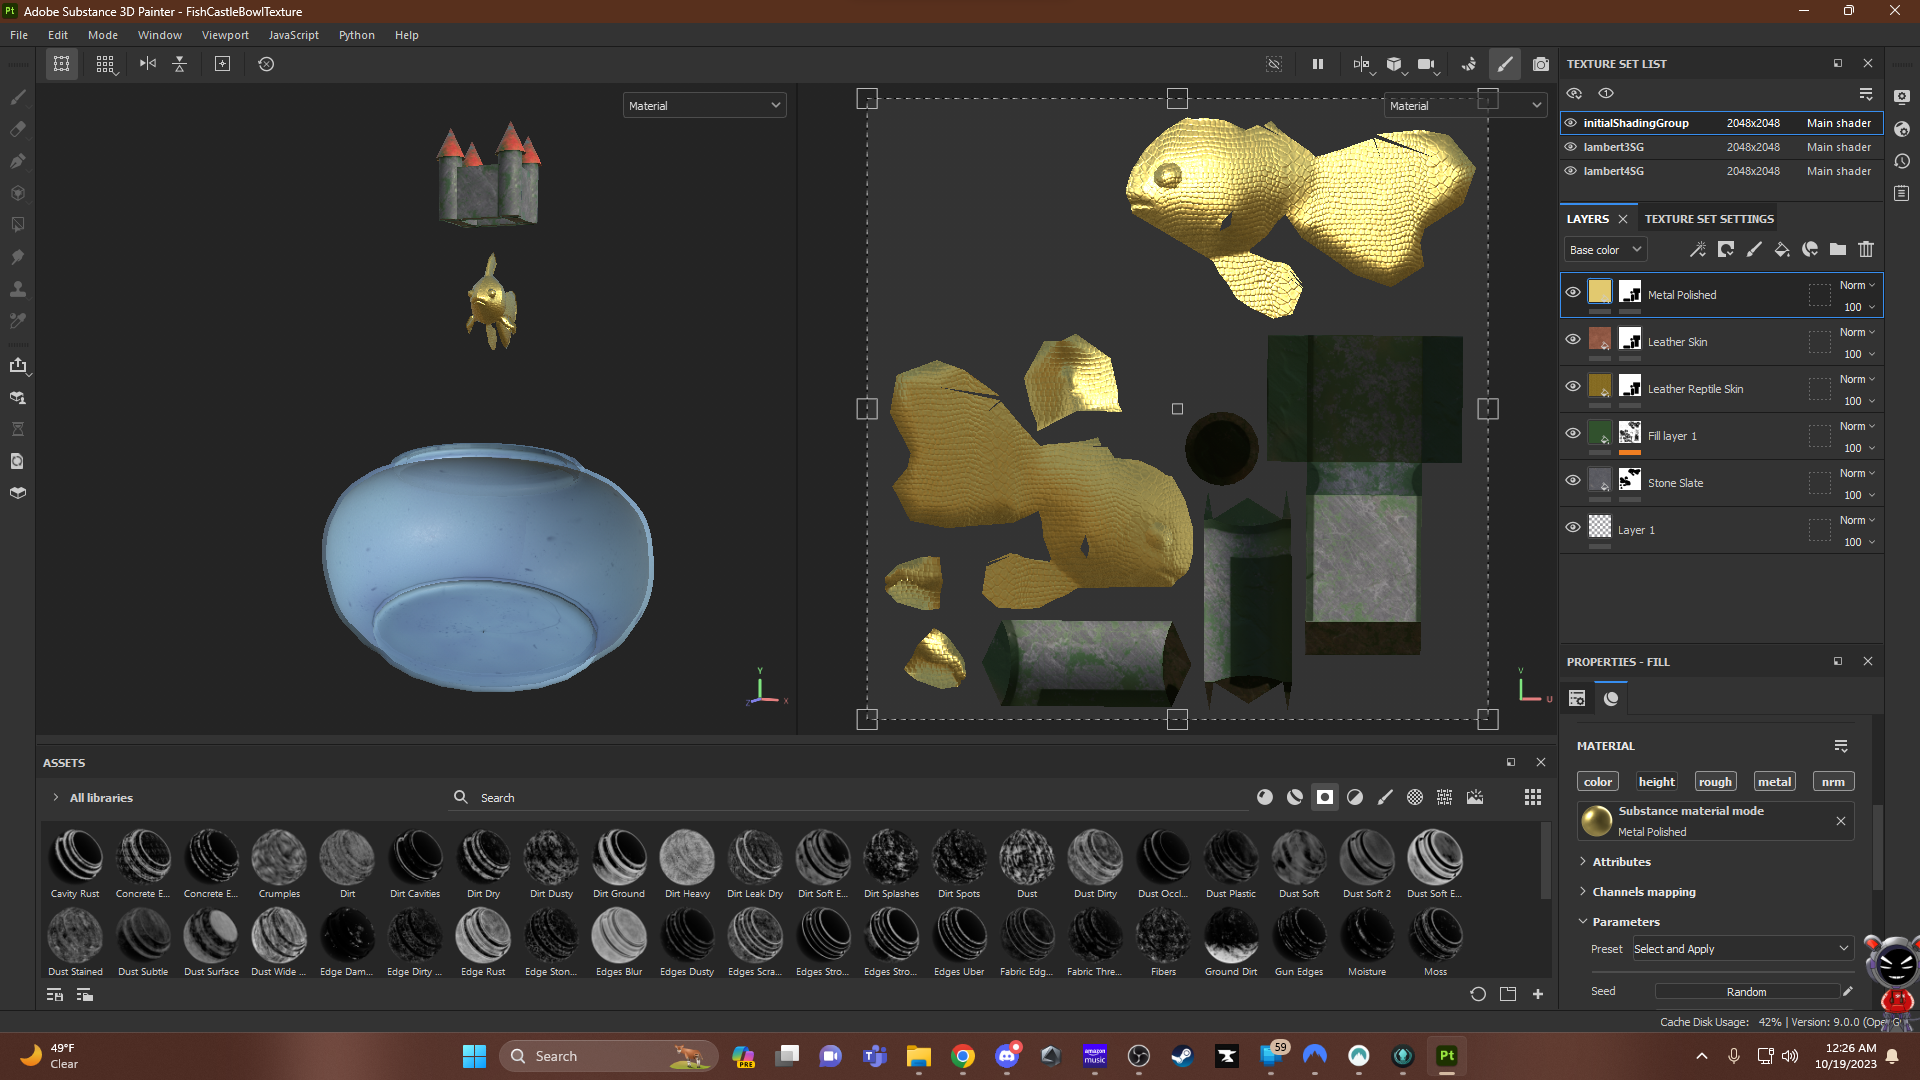 Pt Adobe Substance 3D Painter - FishCastleBowlTexture
File Edit Mode Window Viewport JavaScript Python Help
Material
Material
TEXTURE SET LIST
initialShadingGroup 2048x2048 Main shader
lambert3SG 2048x2048 Main shader
lambert4SG 2048x2048 Main shader
LAYERS TEXTURE SET SETTINGS
Base color
Metal Polished Norm 100
Leather Skin Norm 100
Leather Reptile Skin Norm 100
Fill layer 1 Norm 100
Stone Slate Norm 100
Layer 1 Norm 100
Y
Z X
V
U
PROPERTIES - FILL
MATERIAL
color height rough metal nrm
Substance material mode
Metal Polished
Attributes
Channels mapping
Parameters
Preset Select and Apply
Seed Random
ASSETS
All libraries
Search
Cavity Rust Concrete E... Concrete E... Crumples Dirt Dirt Cavities Dirt Dry Dirt Dusty Dirt Ground Dirt Heavy Dirt Leak Dry Dirt Soft E... Dirt Splashes Dirt Spots Dust Dust Dirty Dust Occl... Dust Plastic Dust Soft Dust Soft 2 Dust Soft E...
Dust Stained Dust Subtle Dust Surface Dust Wide ... Edge Dam... Edge Dirty ... Edge Rust Edge Ston... Edges Blur Edges Dusty Edges Scra... Edges Stro... Edges Stro... Edges Uber Fabric Edg... Fabric Thre... Fibers Ground Dirt Gun Edges Moisture Moss
Cache Disk Usage: 42% | Version: 9.0.0 (Open
49°F
Clear
Search
PRE
amazon music
59
Pt
12:26 AM
10/19/2023